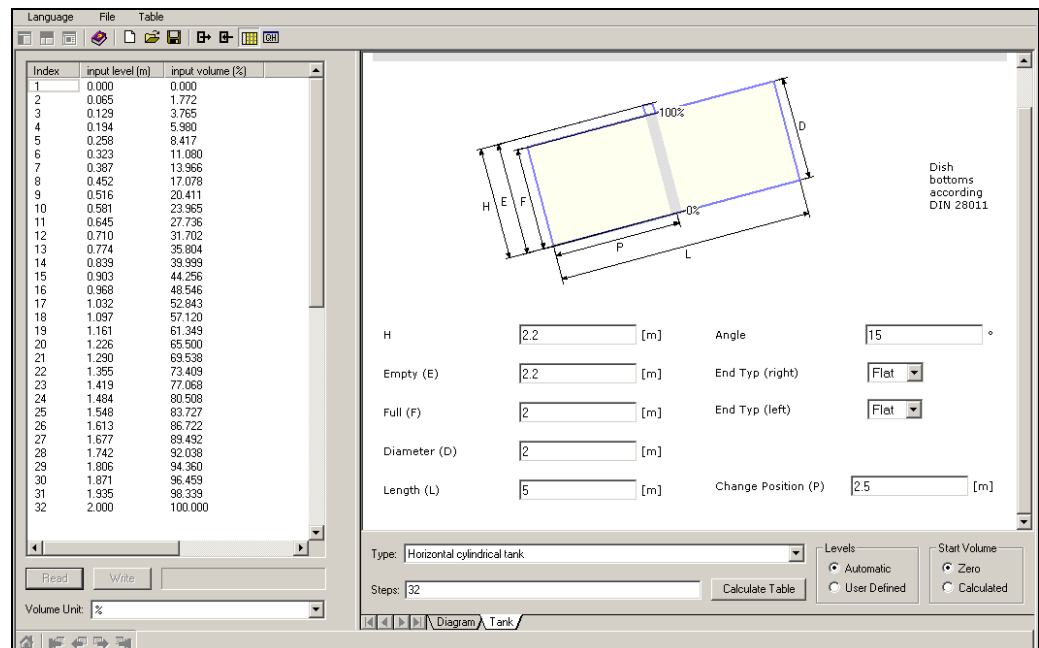 Language File Table
QH
Index input level (m) input volume (%)
1 0.000 0.000
2 0.065 1.772
3 0.129 3.765
4 0.194 5.980
5 0.258 8.417
6 0.323 11.080
7 0.387 13.966
8 0.452 17.078
9 0.516 20.411
10 0.581 23.965
11 0.645 27.736
12 0.710 31.702
13 0.774 35.804
14 0.839 39.999
15 0.903 44.256
16 0.968 48.546
17 1.032 52.843
18 1.097 57.120
19 1.161 61.349
20 1.226 65.500
21 1.290 69.538
22 1.355 73.409
23 1.419 77.068
24 1.484 80.508
25 1.548 83.727
26 1.613 86.722
27 1.677 89.492
28 1.742 92.038
29 1.806 94.360
30 1.871 96.459
31 1.935 98.339
32 2.000 100.000
Read Write
Volume Unit: %
100%
D
H E F
0%
P
L
Dish
bottoms
according
DIN 28011
H 2.2 [m] Angle 15 °
Empty (E) 2.2 [m] End Typ (right) Flat
Full (F) 2 [m] End Typ (left) Flat
Diameter (D) 2 [m]
Length (L) 5 [m] Change Position (P) 2.5 [m]
Type: Horizontal cylindrical tank
Steps: 32 Calculate Table
Levels
Automatic
User Defined
Start Volume
Zero
Calculated
Diagram Tank